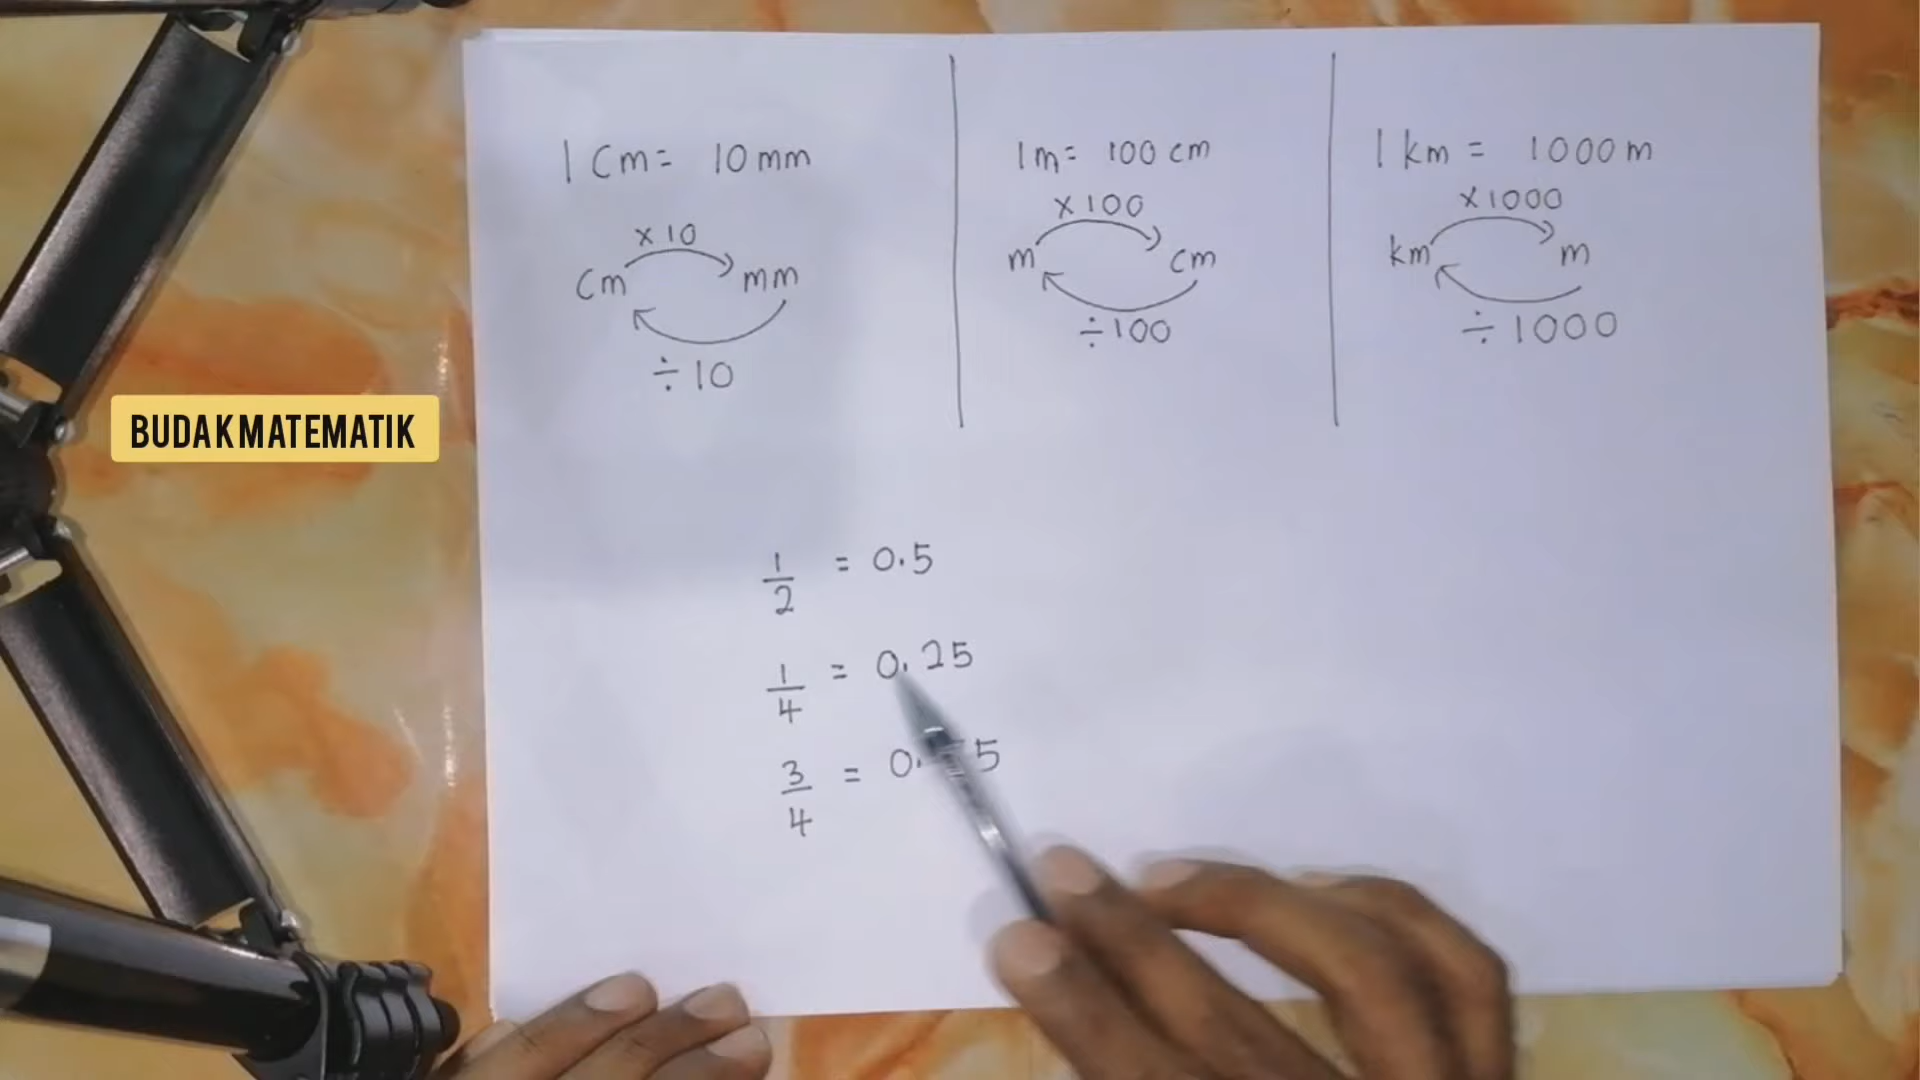 1 cm = 10 mm
x 10
cm mm
÷ 10
1 m = 100 cm
x 100
m cm
÷ 100
1 km = 1000 m
x 1000
km m
÷ 1000
BUDAKMATEMATIK
1/2 = 0.5
1/4 = 0.25
3/4 =